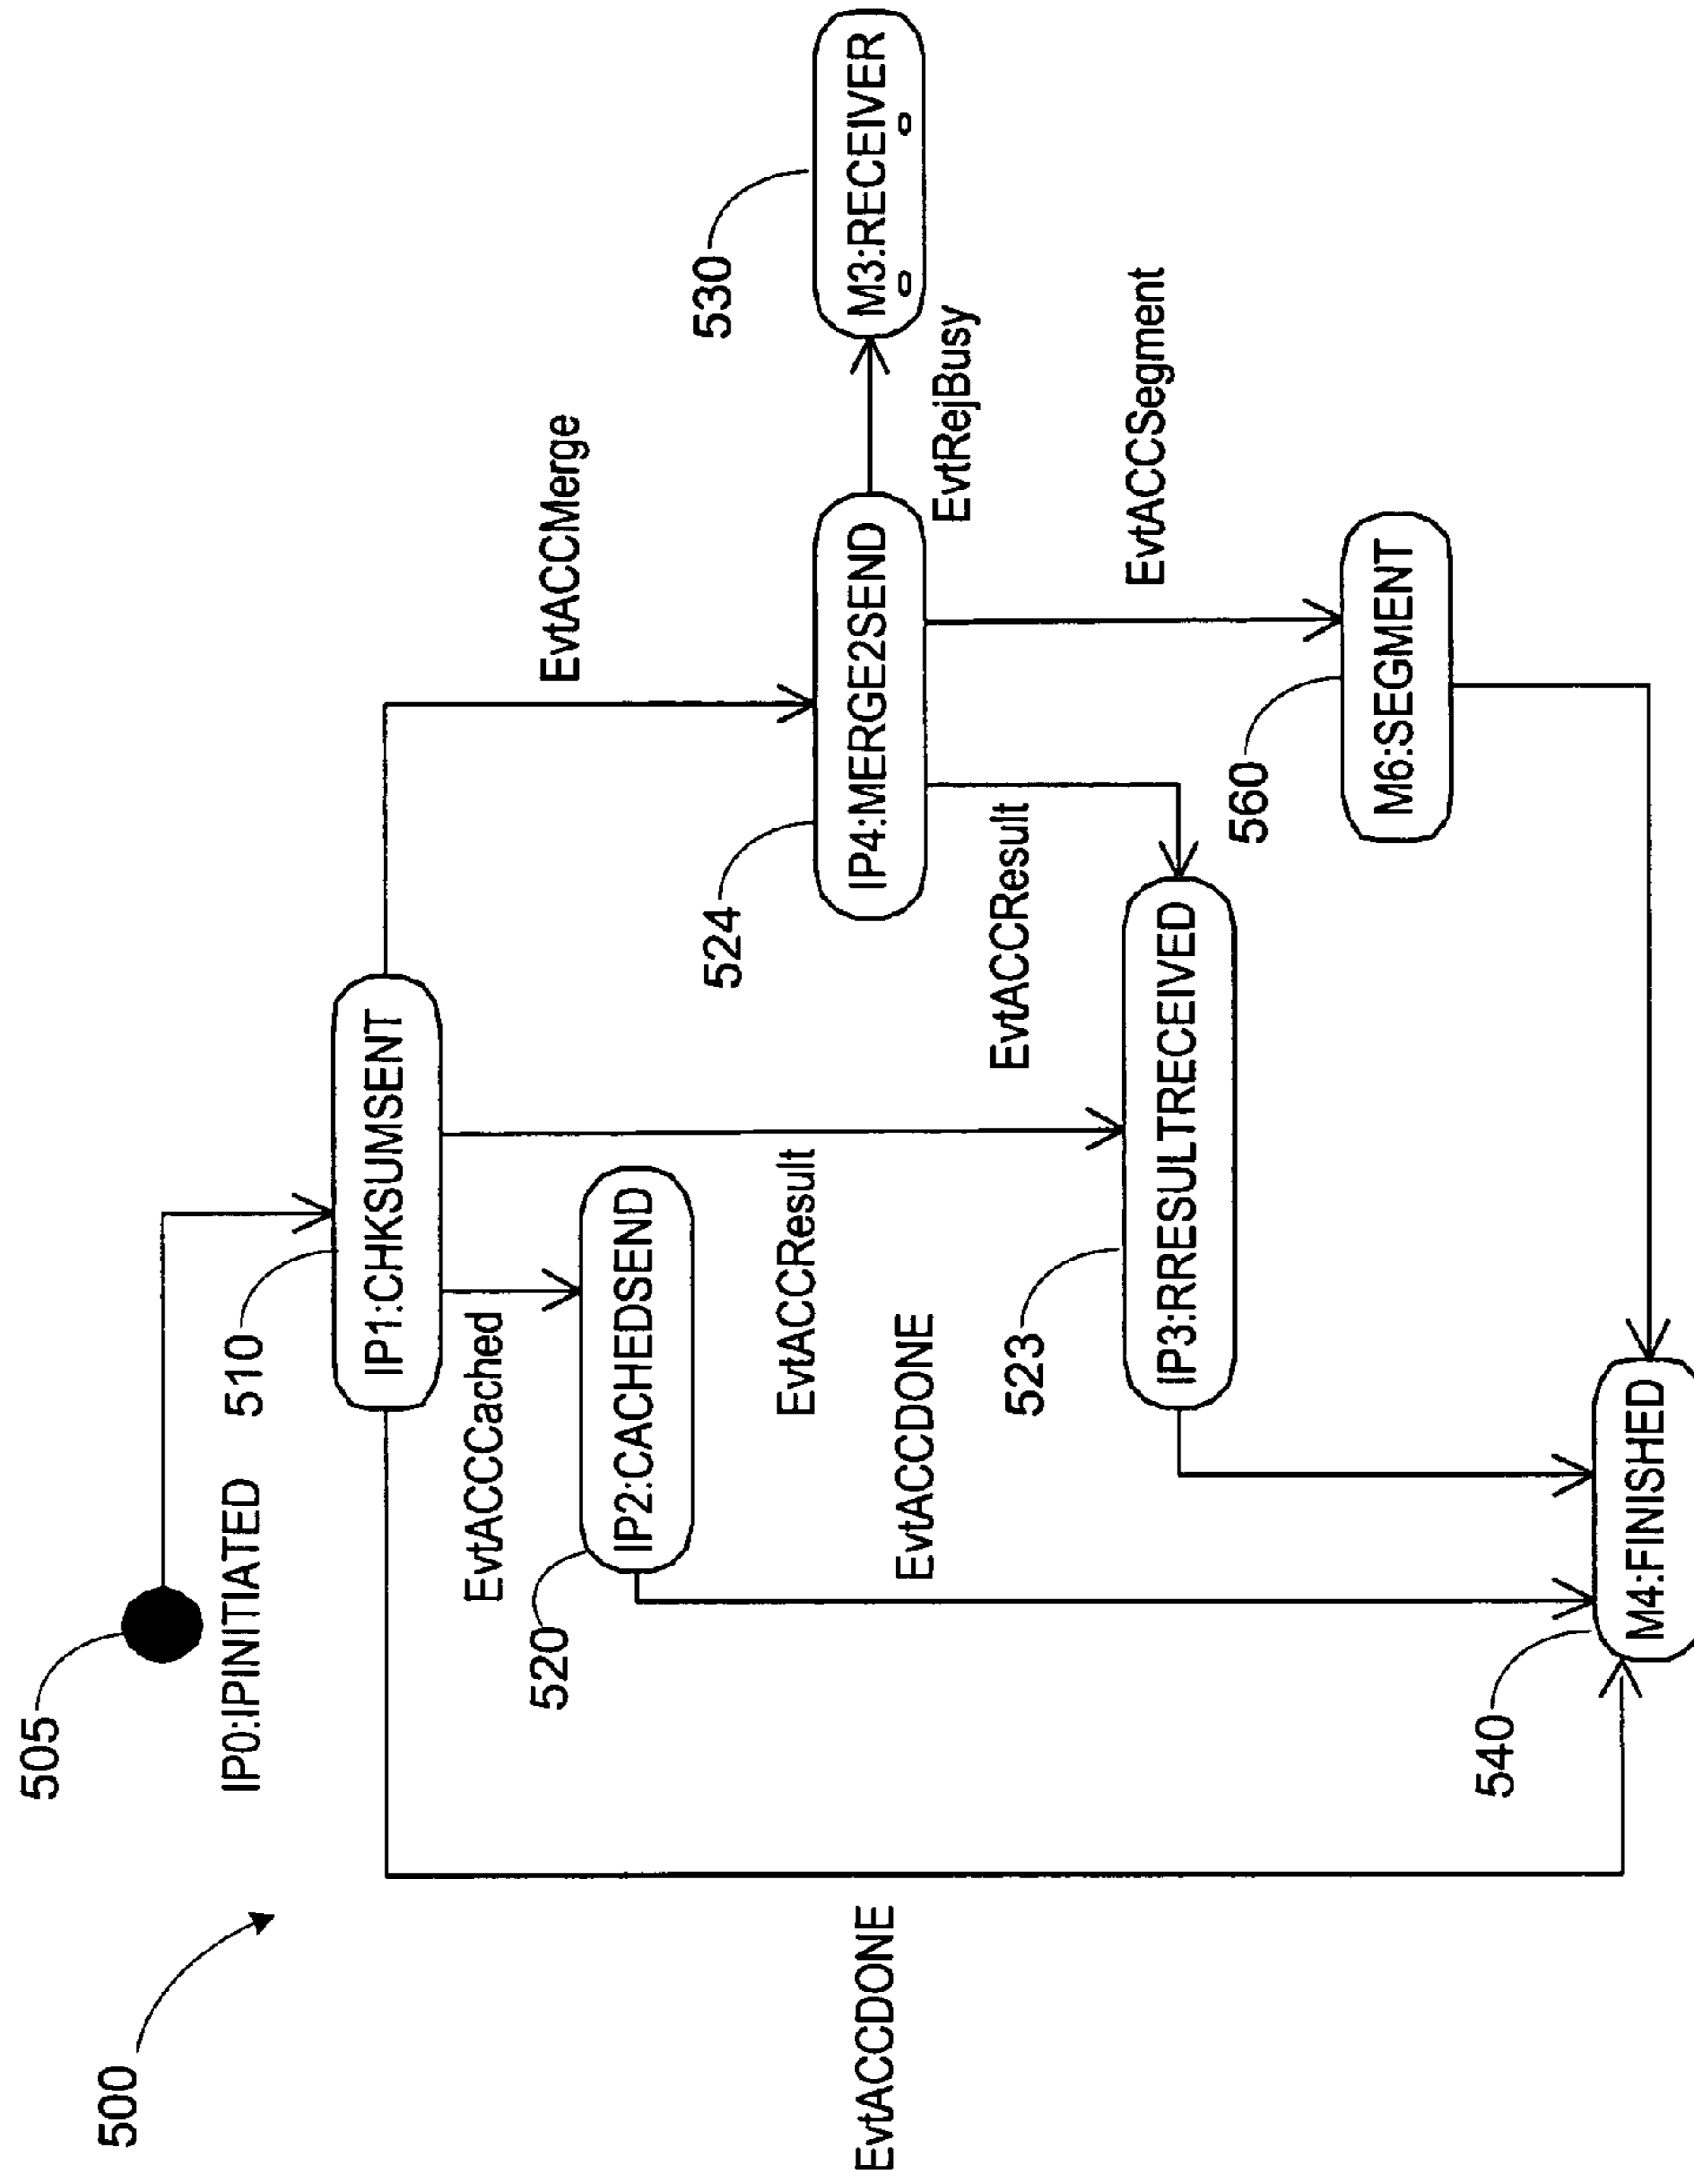 500
505
IP0:IPINITIATED
510
IP1:CHKSUMSENT
EvtACCCached
EvtACCMerge
520
IP2:CACHEDSEND
530
M3:RECEIVER
524
IP4:MERGE2SEND
EvtRejBusy
EvtACCResult
EvtACCDONE
EvtACCDONE
EvtACCResult
EvtACCSegment
523
IP3:RRESULTRECEIVED
560
M6:SEGMENT
540
M4:FINISHED